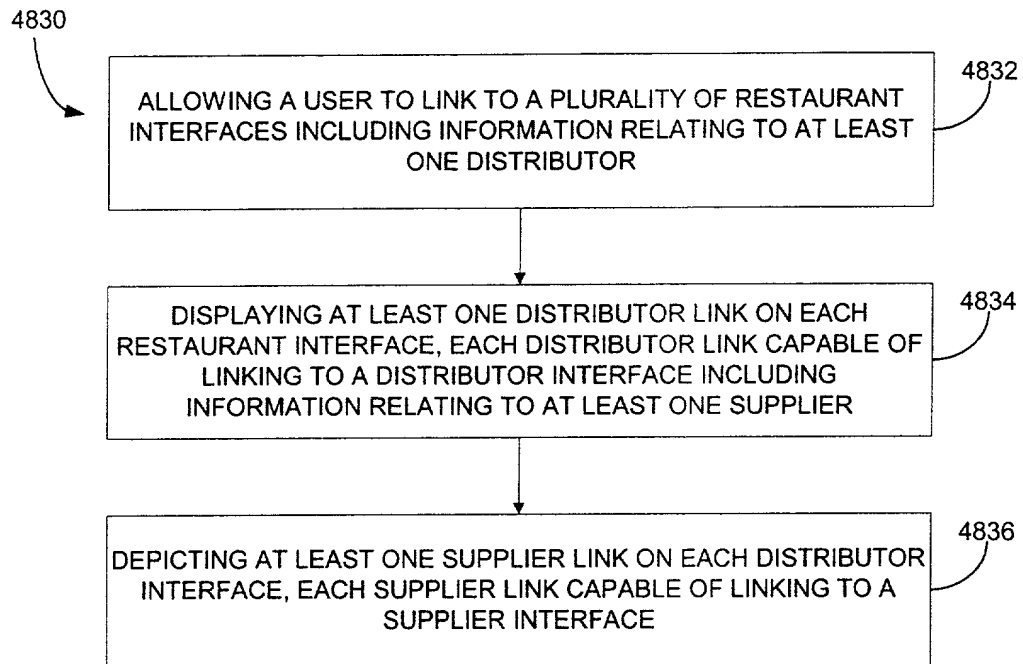 4830
4832
ALLOWING A USER TO LINK TO A PLURALITY OF RESTAURANT
INTERFACES INCLUDING INFORMATION RELATING TO AT LEAST
ONE DISTRIBUTOR
4834
DISPLAYING AT LEAST ONE DISTRIBUTOR LINK ON EACH
RESTAURANT INTERFACE, EACH DISTRIBUTOR LINK CAPABLE OF
LINKING TO A DISTRIBUTOR INTERFACE INCLUDING
INFORMATION RELATING TO AT LEAST ONE SUPPLIER
4836
DEPICTING AT LEAST ONE SUPPLIER LINK ON EACH DISTRIBUTOR
INTERFACE, EACH SUPPLIER LINK CAPABLE OF LINKING TO A
SUPPLIER INTERFACE